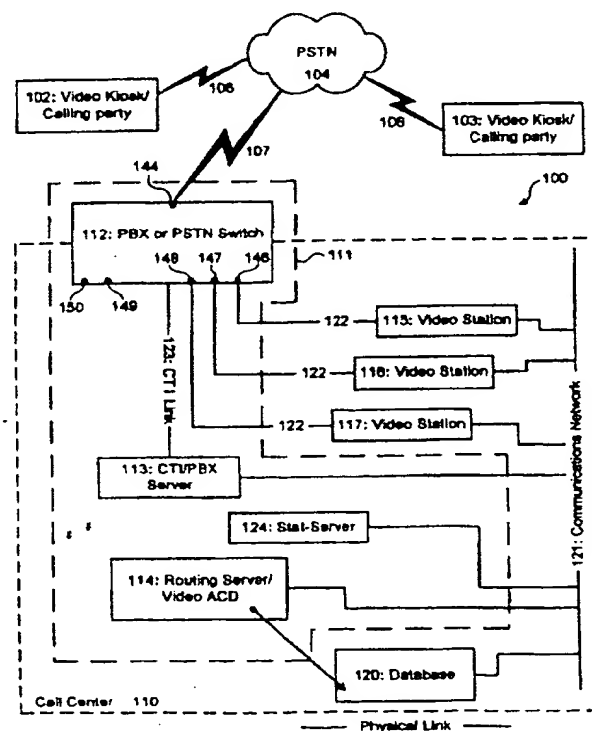 PSTN
104
106
102: Video Kiosk/
Calling party
108
103: Video Kiosk/
Calling party
107
144
100
112: PBX or PSTN Switch
148
147
146
111
150
149
122
115: Video Station
122
116: Video Station
123: CTI Link
122
117: Video Station
121: Communications Network
113: CTI/PBX
Server
124: Stat-Server
114: Routing Server/
Video ACD
120: Database
Call Center 110
Physical Link